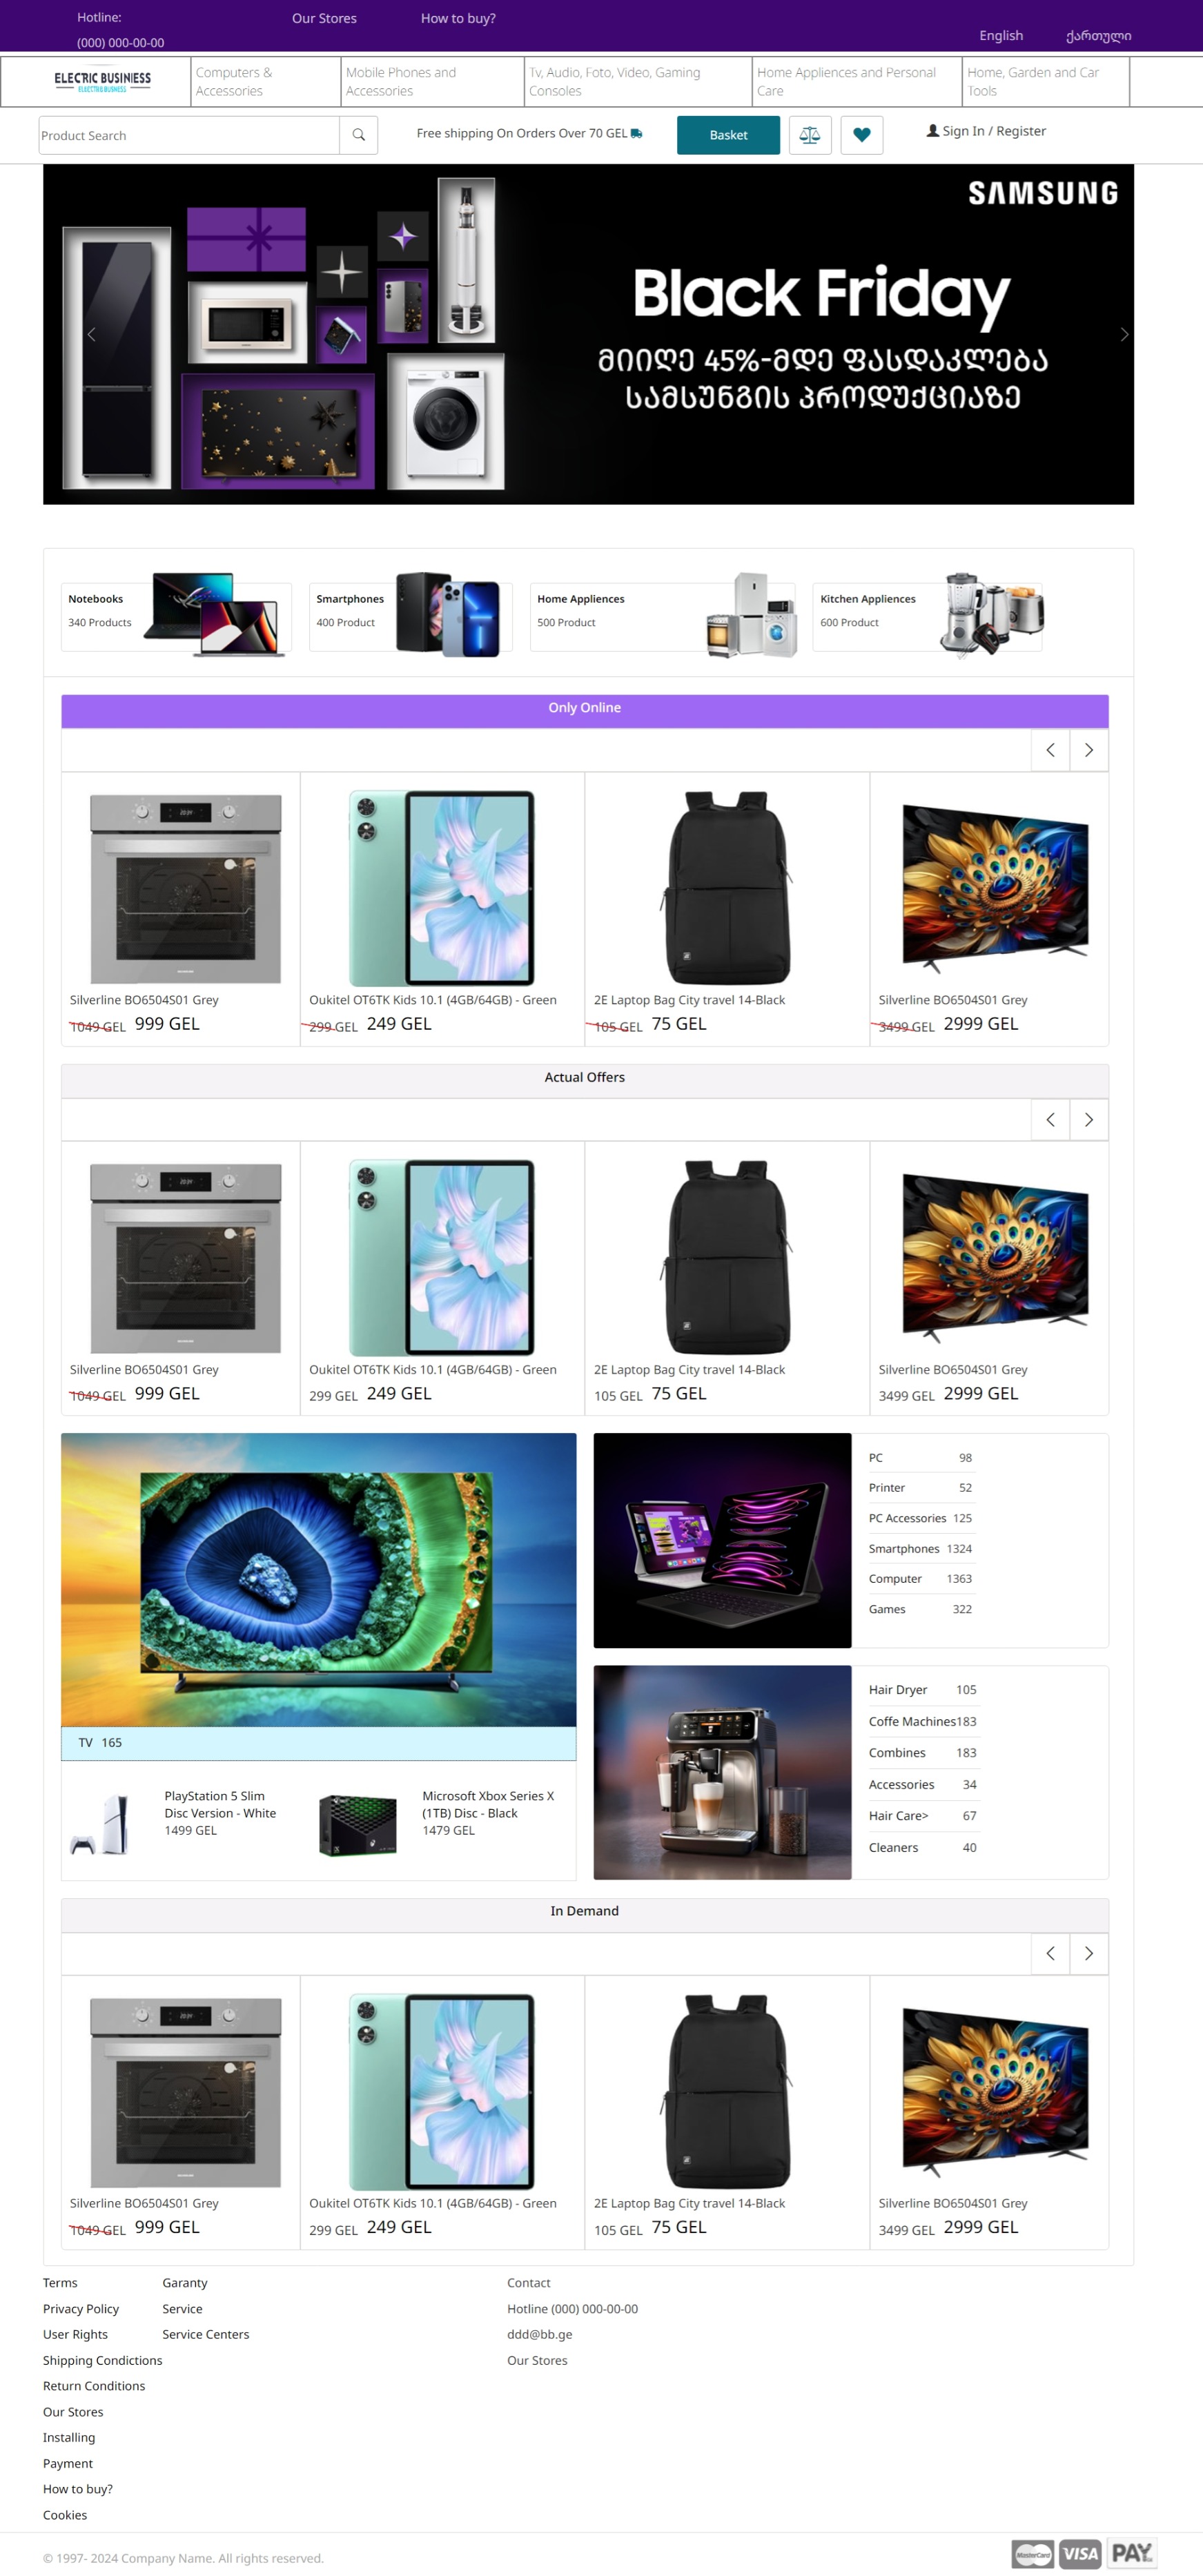 Hotline:
(000) 000-00-00
Our Stores
How to buy?
English
ქართული
ELECTRIC BUSINESS
ELECTRIC BUSINESS
Computers &
Accessories
Mobile Phones and
Accessories
Tv, Audio, Foto, Video, Gaming
Consoles
Home Appliances and Personal
Care
Home, Garden and Car
Tools
Product Search
Free shipping On Orders Over 70 GEL
Basket
Sign In / Register
SAMSUNG
Black Friday
მიიღე 45%-მდე ფასდაკლება
სამსუნგის პროდუქციაზე
Notebooks
340 Products
Smartphones
400 Product
Home Appliances
500 Product
Kitchen Appliances
600 Product
Only Online
Silverline BO6504S01 Grey
1049 GEL 999 GEL
Oukitel OT6TK Kids 10.1 (4GB/64GB) - Green
299 GEL 249 GEL
2E Laptop Bag City travel 14-Black
105 GEL 75 GEL
Silverline BO6504S01 Grey
3499 GEL 2999 GEL
Actual Offers
Silverline BO6504S01 Grey
1049 GEL 999 GEL
Oukitel OT6TK Kids 10.1 (4GB/64GB) - Green
299 GEL 249 GEL
2E Laptop Bag City travel 14-Black
105 GEL 75 GEL
Silverline BO6504S01 Grey
3499 GEL 2999 GEL
TV 165
PlayStation 5 Slim
Disc Version - White
1499 GEL
Microsoft Xbox Series X
(1TB) Disc - Black
1479 GEL
PC 98
Printer 52
PC Accessories 125
Smartphones 1324
Computer 1363
Games 322
Hair Dryer 105
Coffe Machines183
Combines 183
Accessories 34
Hair Care> 67
Cleaners 40
In Demand
Silverline BO6504S01 Grey
1049 GEL 999 GEL
Oukitel OT6TK Kids 10.1 (4GB/64GB) - Green
299 GEL 249 GEL
2E Laptop Bag City travel 14-Black
105 GEL 75 GEL
Silverline BO6504S01 Grey
3499 GEL 2999 GEL
Terms
Privacy Policy
User Rights
Shipping Condictions
Return Conditions
Our Stores
Installing
Payment
How to buy?
Cookies
Garanty
Service
Service Centers
Contact
Hotline (000) 000-00-00
ddd@bb.ge
Our Stores
© 1997- 2024 Company Name. All rights reserved.
MasterCard
VISA
PAY